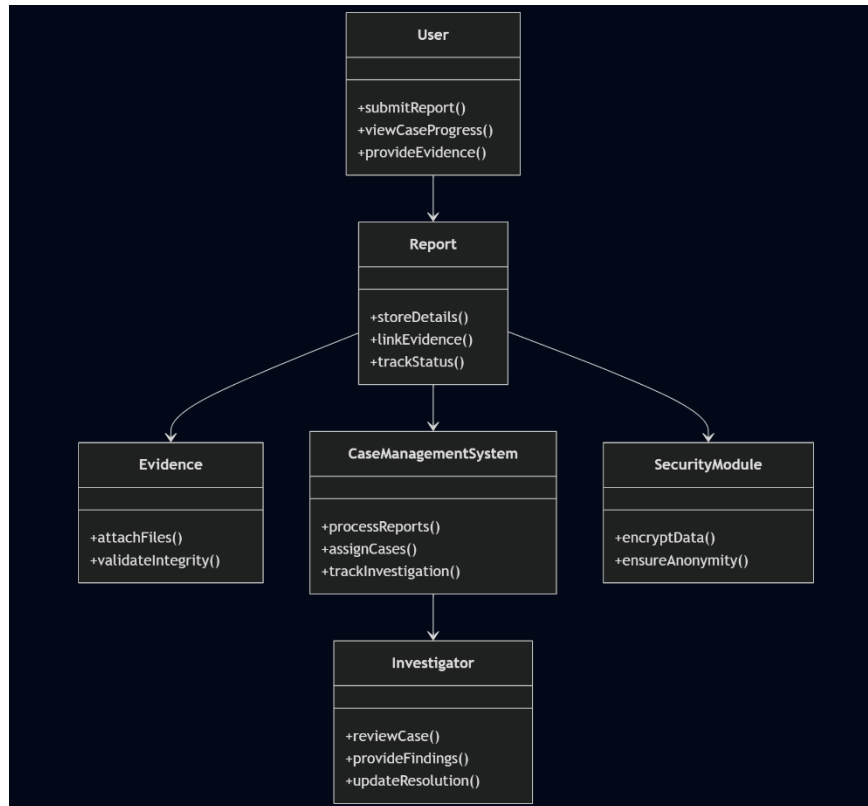 User
+submitReport()
+viewCaseProgress()
+provideEvidence()
Report
+storeDetails()
+linkEvidence()
+trackStatus()
Evidence
+attachFiles()
+validateIntegrity()
CaseManagementSystem
+processReports()
+assignCases()
+trackInvestigation()
SecurityModule
+encryptData()
+ensureAnonymity()
Investigator
+reviewCase()
+provideFindings()
+updateResolution()